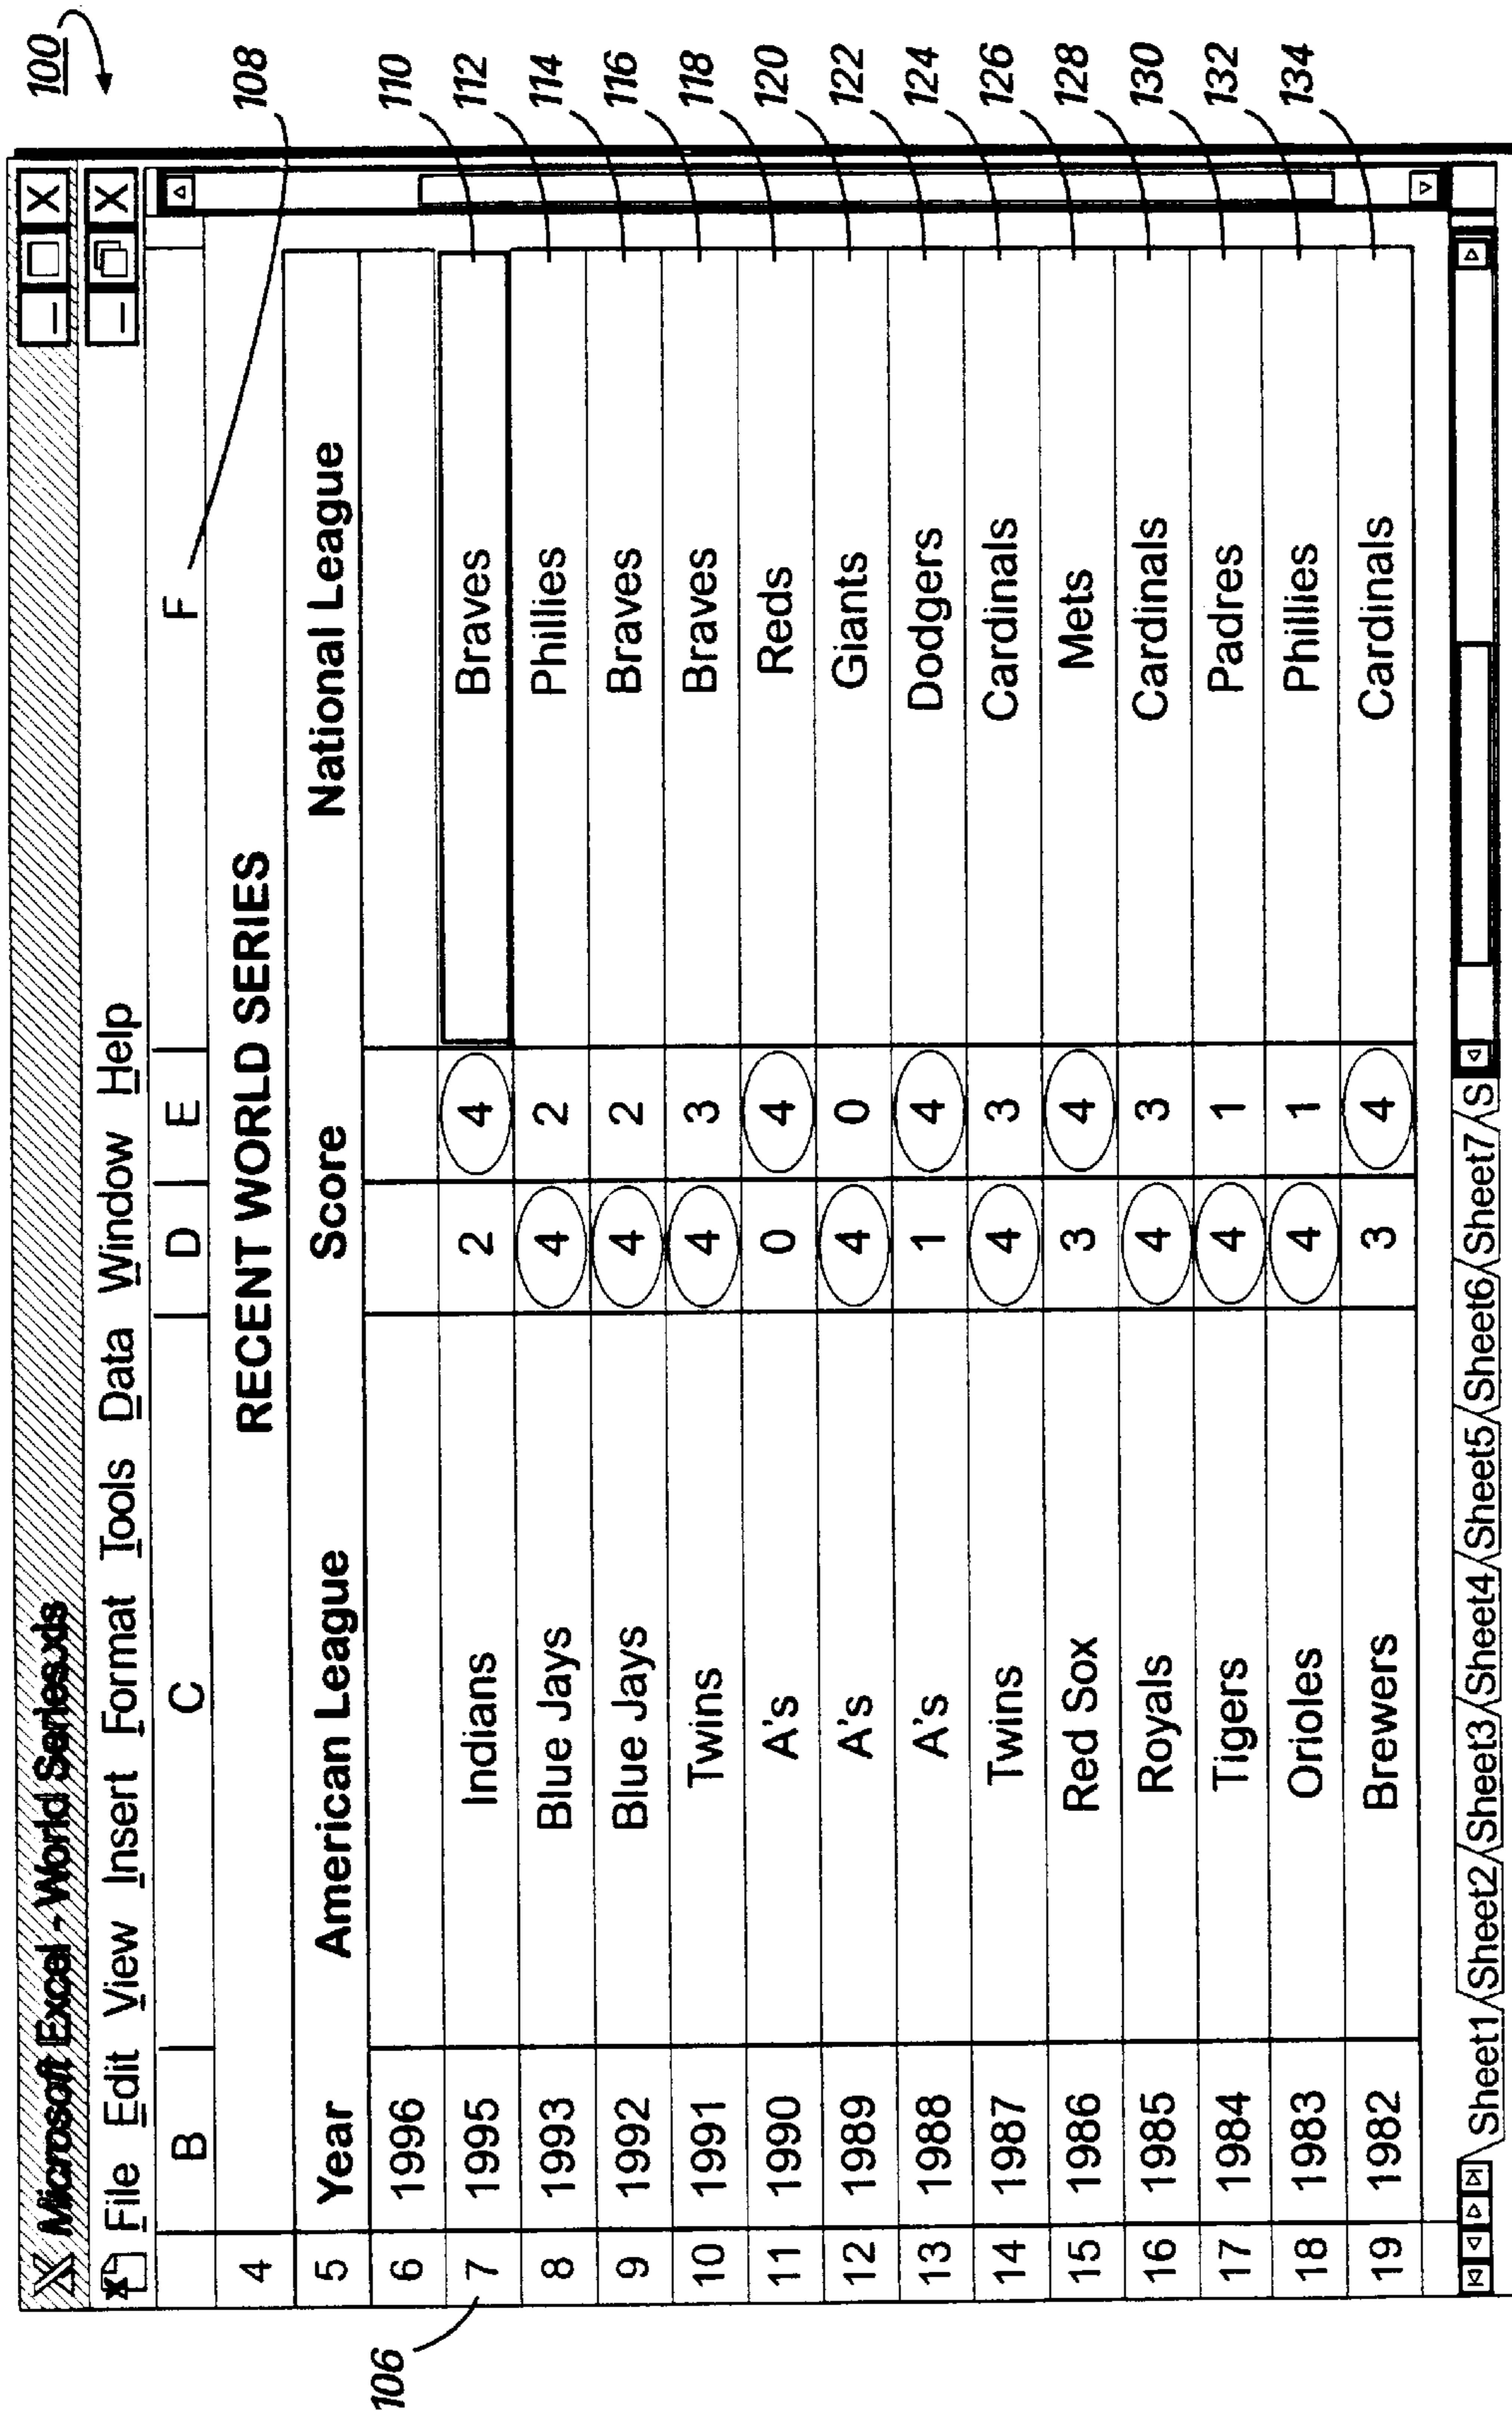 100
Microsoft Excel - World Series.xls
File Edit View Insert Format Tools Data Window Help
B C D E F
108
4 RECENT WORLD SERIES
5 Year American League Score National League
6 1996
106
7 1995 Indians 2 4 Braves 110
8 1993 Blue Jays 4 2 Phillies 112
9 1992 Blue Jays 4 2 Braves 114
10 1991 Twins 4 3 Braves 116
11 1990 A's 0 4 Reds 118
12 1989 A's 4 0 Giants 120
13 1988 A's 1 4 Dodgers 122
14 1987 Twins 4 3 Cardinals 124
15 1986 Red Sox 3 4 Mets 126
16 1985 Royals 4 3 Cardinals 128
17 1984 Tigers 4 1 Padres 130
18 1983 Orioles 4 1 Phillies 132
19 1982 Brewers 3 4 Cardinals 134
Sheet1 Sheet2 Sheet3 Sheet4 Sheet5 Sheet6 Sheet7 S